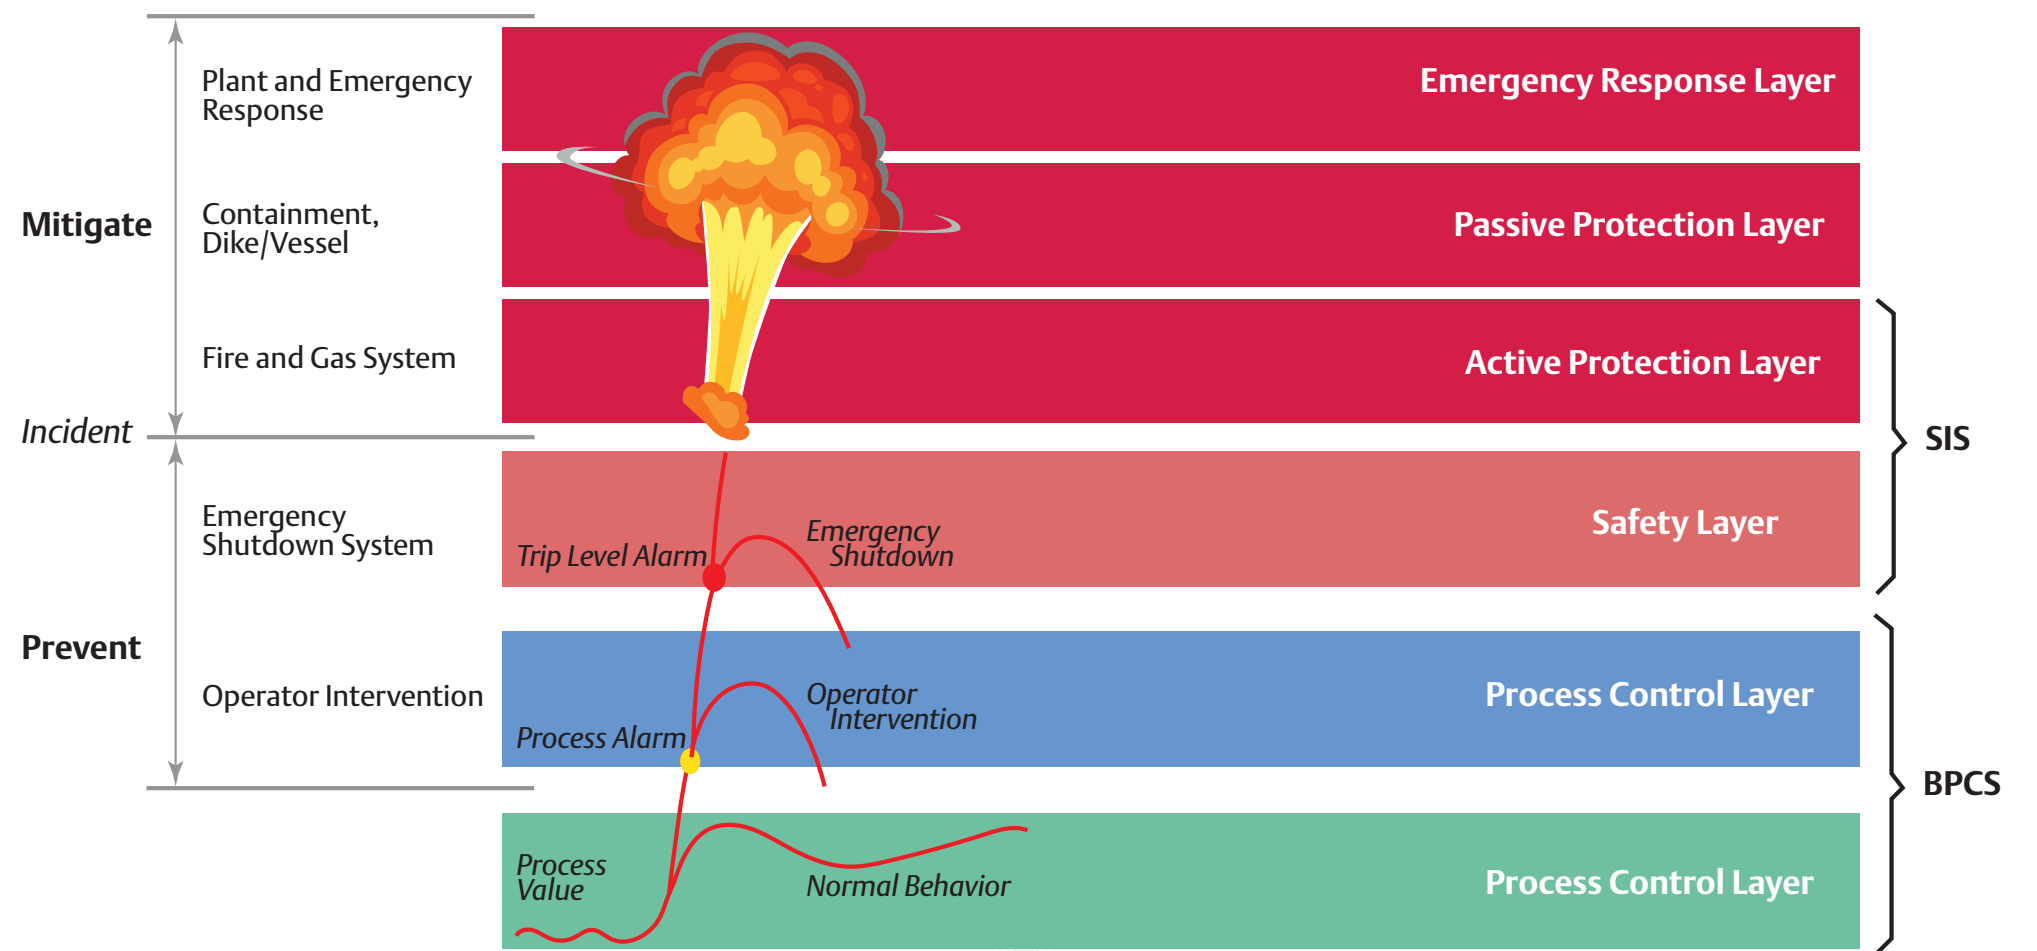 Plant and Emergency
Response
Emergency Response Layer
Mitigate
Containment,
Dike/Vessel
Passive Protection Layer
Fire and Gas System
Active Protection Layer
Incident
SIS
Emergency
Shutdown System
Trip Level Alarm
Emergency
Shutdown
Safety Layer
Prevent
Operator Intervention
Process Alarm
Operator
Intervention
Process Control Layer
BPCS
Process
Value
Normal Behavior
Process Control Layer